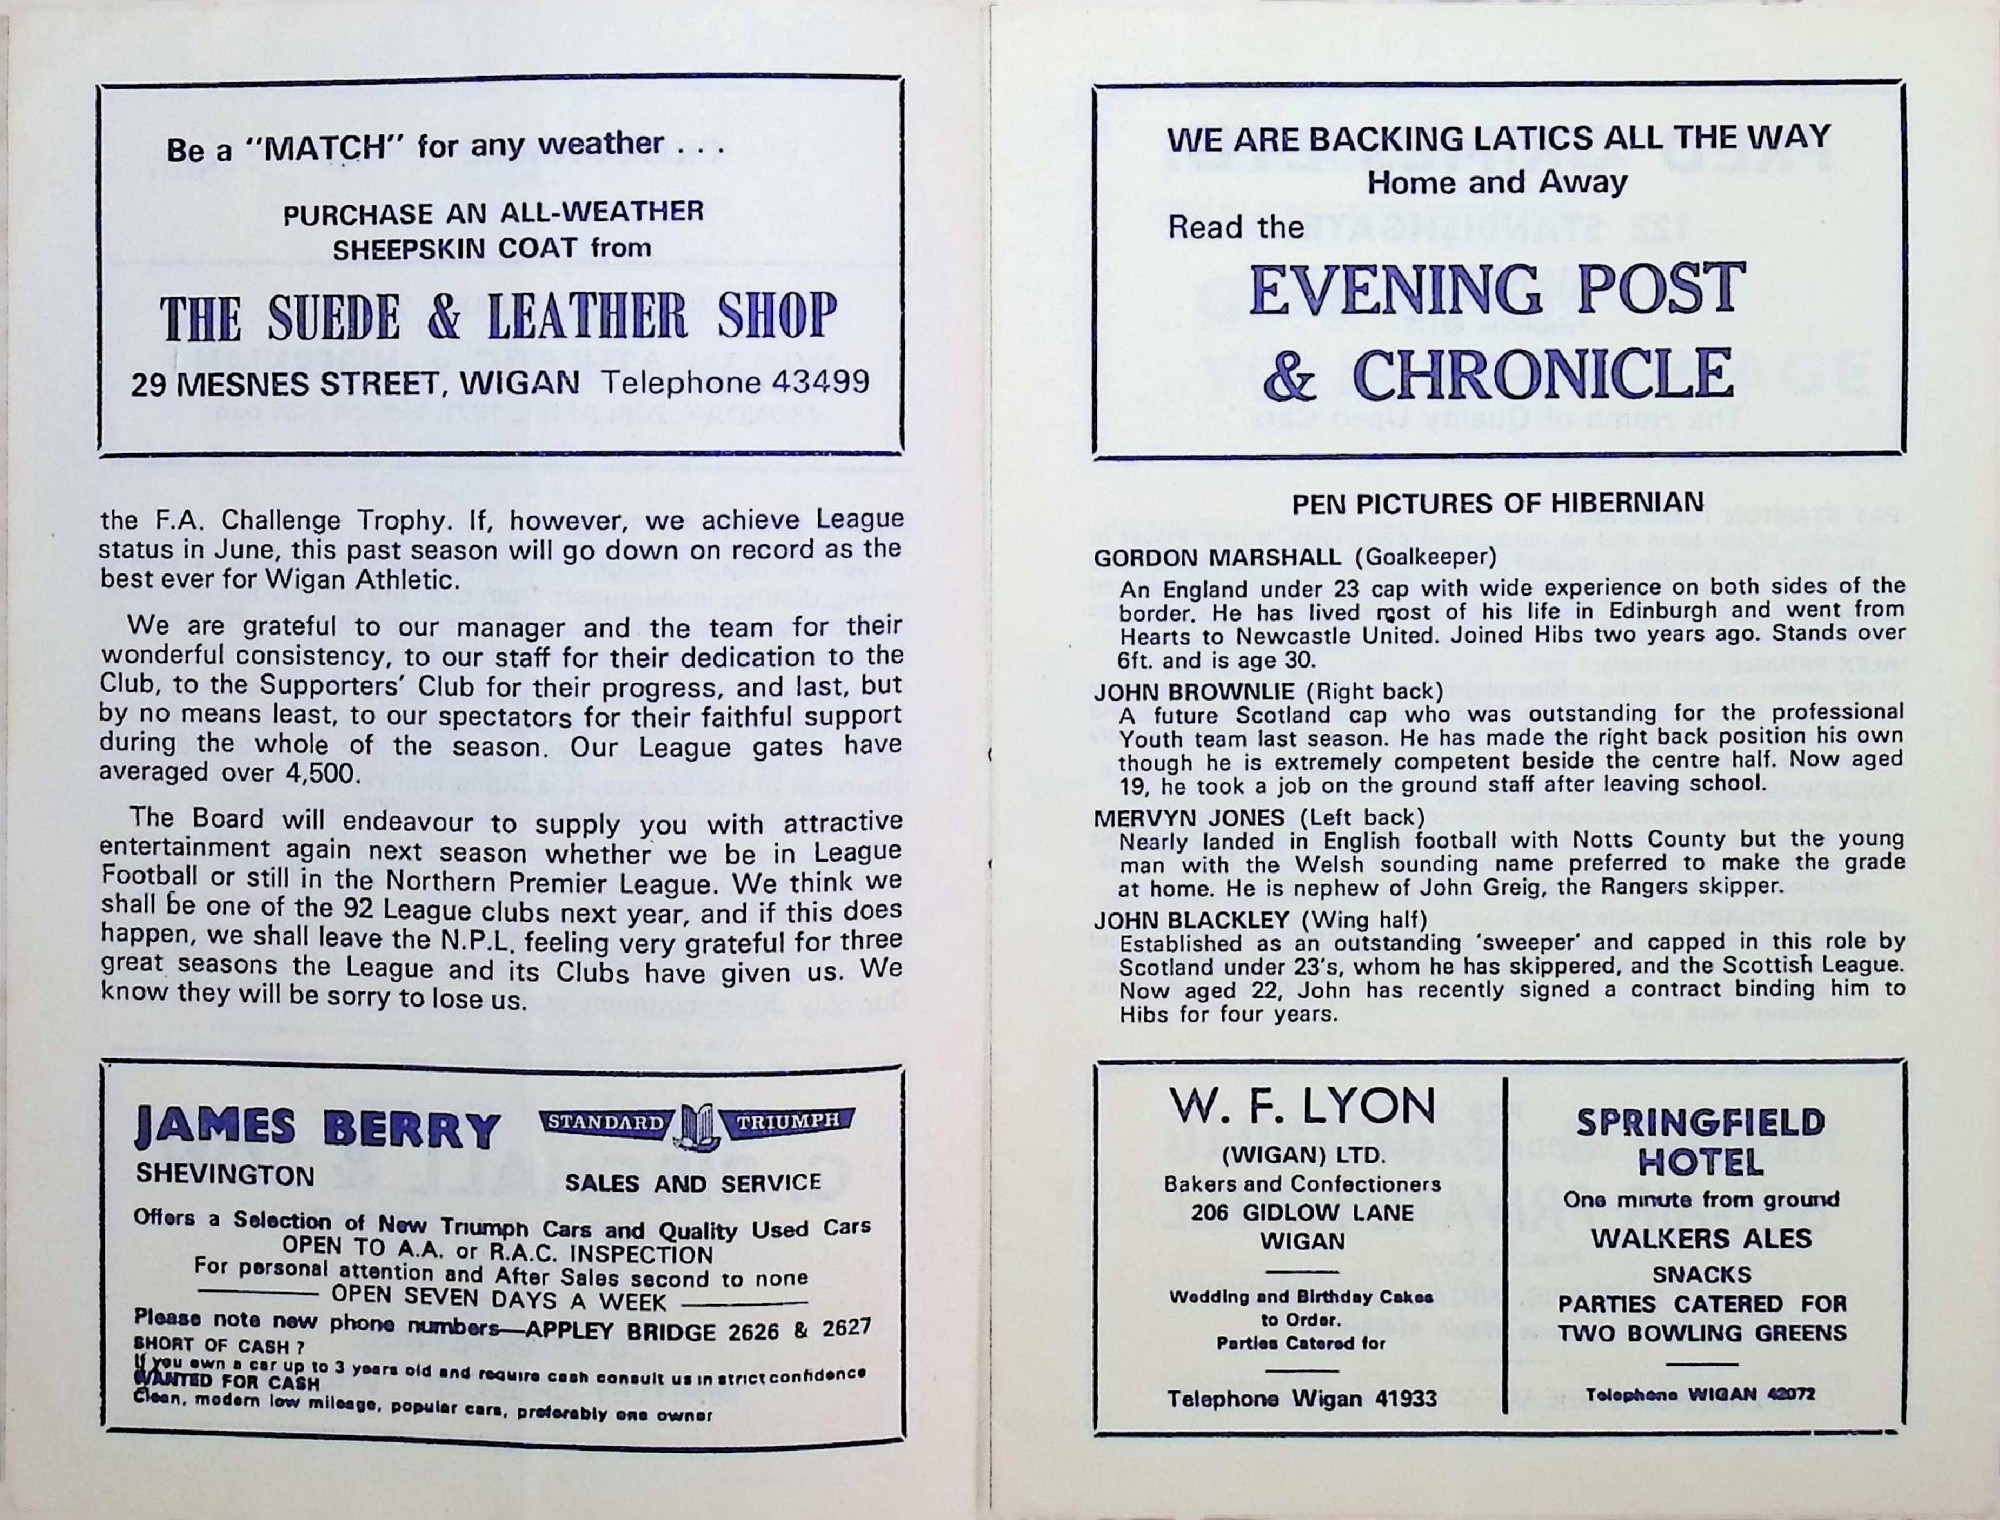 Be a "MATCH" for any weather . . .
PURCHASE AN ALL-WEATHER
SHEEPSKIN COAT from
THE SUEDE & LEATHER SHOP
29 MESNES STREET, WIGAN Telephone 43499
the F.A. Challenge Trophy. If, however, we achieve League
status in June, this past season will go down on record as the
best ever for Wigan Athletic.
We are grateful to our manager and the team for their
wonderful consistency, to our staff for their dedication to the
Club, to the Supporters' Club for their progress, and last, but
by no means least, to our spectators for their faithful support
during the whole of the season. Our League gates have
averaged over 4,500.
The Board will endeavour to supply you with attractive
entertainment again next season whether we be in League
Football or still in the Northern Premier League. We think we
shall be one of the 92 League clubs next year, and if this does
happen, we shall leave the N.P.L. feeling very grateful for three
great seasons the League and its Clubs have given us. We
know they will be sorry to lose us.
JAMES BERRY STANDARD TRIUMPH
SHEVINGTON SALES AND SERVICE
Offers a Selection of New Triumph Cars and Quality Used Cars
OPEN TO A.A. or R.A.C. INSPECTION
For personal attention and After Sales second to none
OPEN SEVEN DAYS A WEEK
Please note new phone numbers—APPLEY BRIDGE 2626 & 2627
SHORT OF CASH ?
If you own a car up to 3 years old and require cash consult us in strict confidence
WANTED FOR CASH
Clean, modern low mileage, popular cars, preferably one owner
WE ARE BACKING LATICS ALL THE WAY
Home and Away
Read the
EVENING POST
& CHRONICLE
PEN PICTURES OF HIBERNIAN
GORDON MARSHALL (Goalkeeper)
An England under 23 cap with wide experience on both sides of the
border. He has lived most of his life in Edinburgh and went from
Hearts to Newcastle United. Joined Hibs two years ago. Stands over
6ft. and is age 30.
JOHN BROWNLIE (Right back)
A future Scotland cap who was outstanding for the professional
Youth team last season. He has made the right back position his own
though he is extremely competent beside the centre half. Now aged
19, he took a job on the ground staff after leaving school.
MERVYN JONES (Left back)
Nearly landed in English football with Notts County but the young
man with the Welsh sounding name preferred to make the grade
at home. He is nephew of John Greig, the Rangers skipper.
JOHN BLACKLEY (Wing half)
Established as an outstanding 'sweeper' and capped in this role by
Scotland under 23's, whom he has skippered, and the Scottish League.
Now aged 22, John has recently signed a contract binding him to
Hibs for four years.
W. F. LYON
(WIGAN) LTD.
Bakers and Confectioners
206 GIDLOW LANE
WIGAN
Wedding and Birthday Cakes
to Order.
Parties Catered for
Telephone Wigan 41933
SPRINGFIELD
HOTEL
One minute from ground
WALKERS ALES
SNACKS
PARTIES CATERED FOR
TWO BOWLING GREENS
Telephone WIGAN 42072